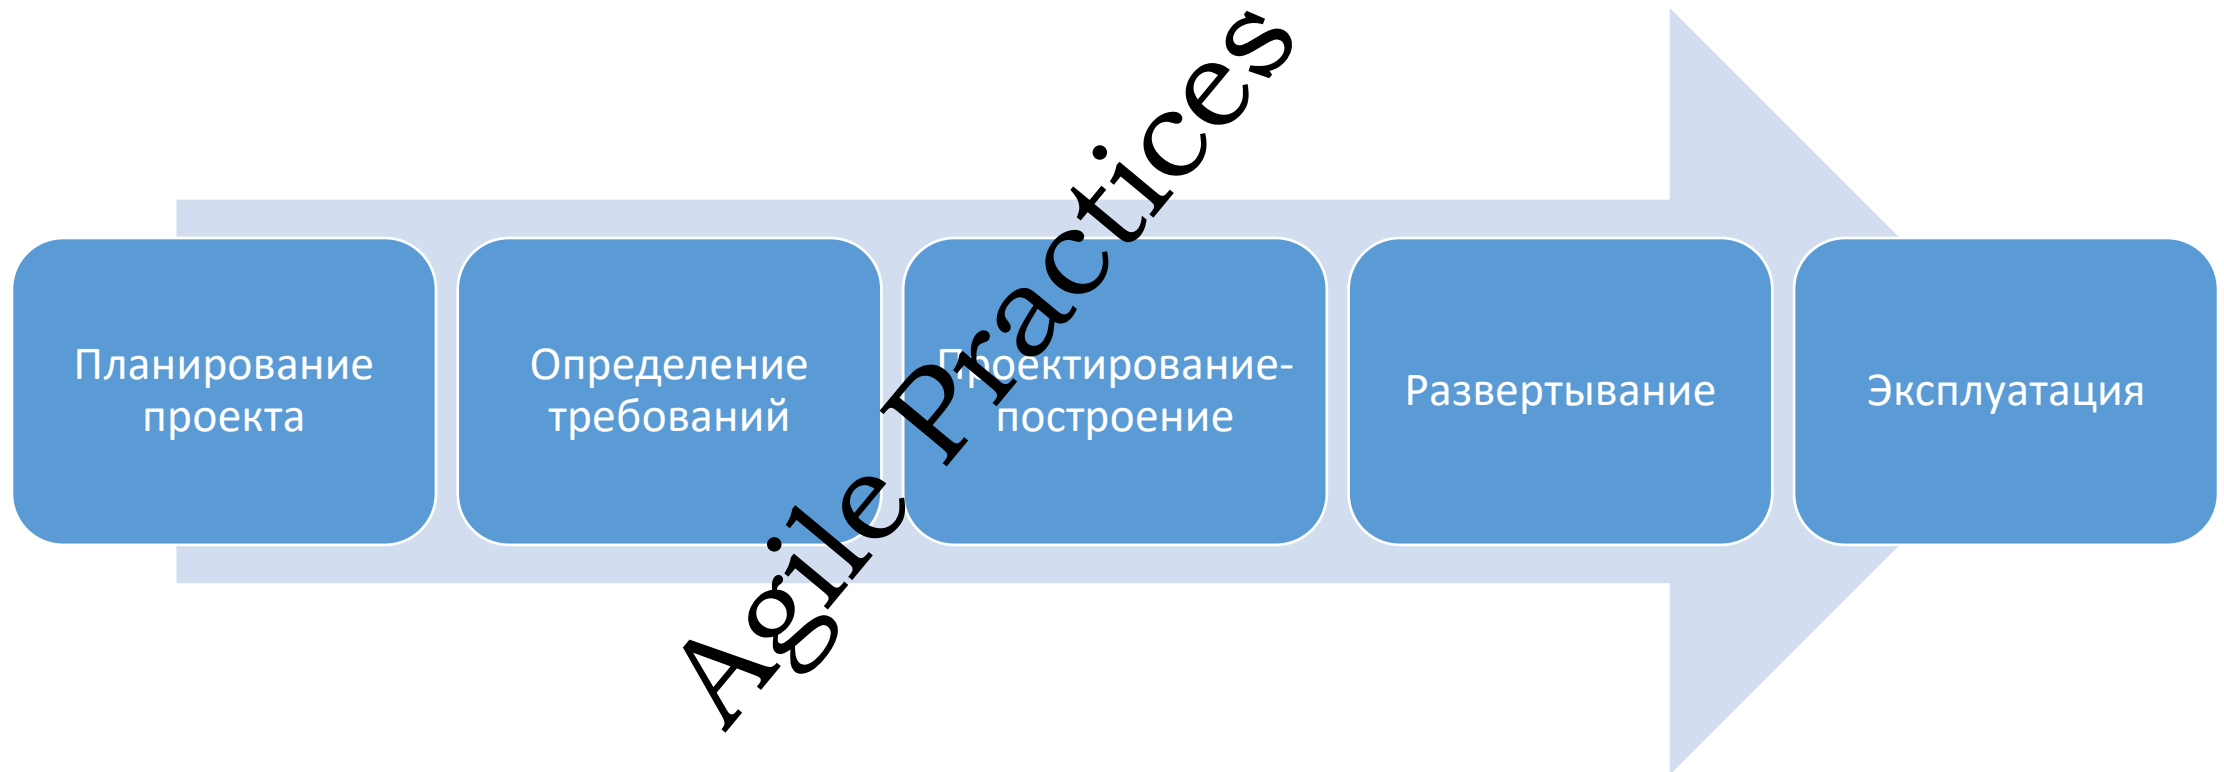 Планирование
проекта
Определение
требований
Проектирование-
построение
Развертывание
Эксплуатация
Agile Practices